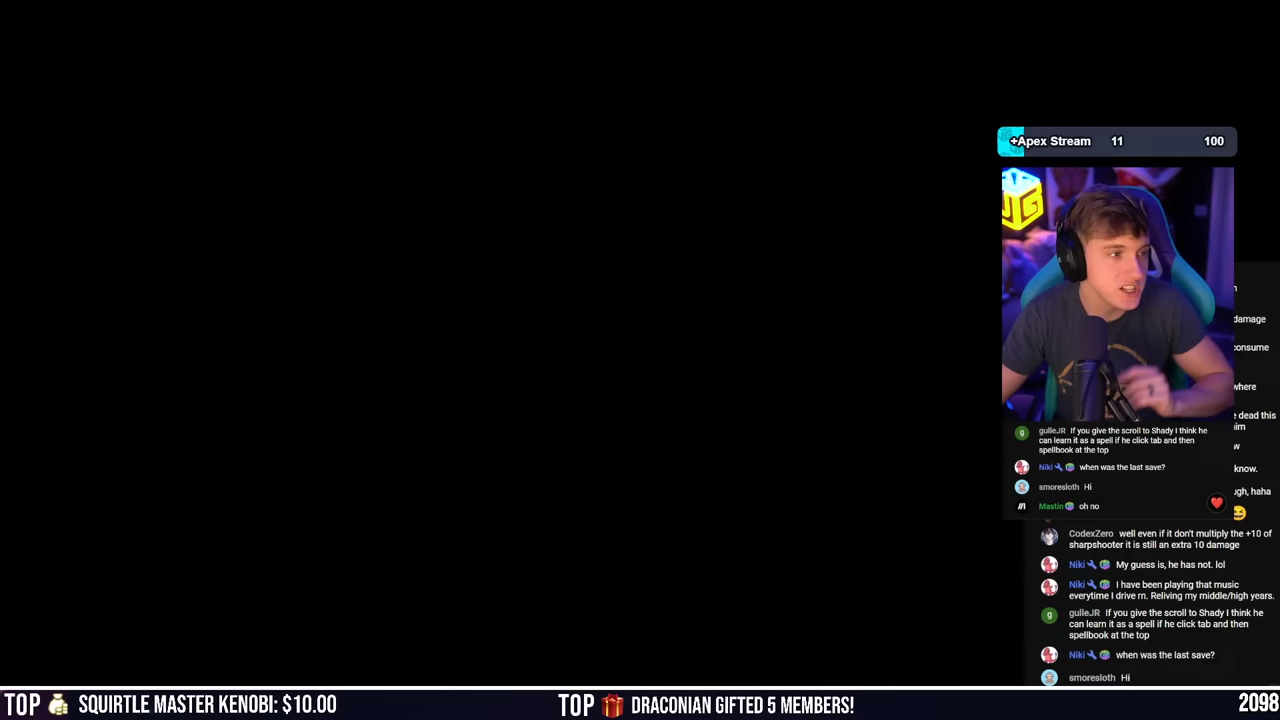 +Apex Stream 11 100
JG
gulleJR If you give the scroll to Shady I think he
can learn it as a spell if he click tab and then
spellbook at the top
Niki when was the last save?
smoresloth Hi
Mastin oh no
damage
consume
where
dead this
w
know.
ugh, haha
CodexZero well even if it don't multiply the +10 of
sharpshooter it is still an extra 10 damage
Niki My guess is, he has not. lol
Niki I have been playing that music
everytime I drive rn. Reliving my middle/high years.
gulleJR If you give the scroll to Shady I think he
can learn it as a spell if he click tab and then
spellbook at the top
Niki when was the last save?
smoresloth Hi
TOP SQUIRTLE MASTER KENOBI: $10.00
TOP DRACONIAN GIFTED 5 MEMBERS!
2098